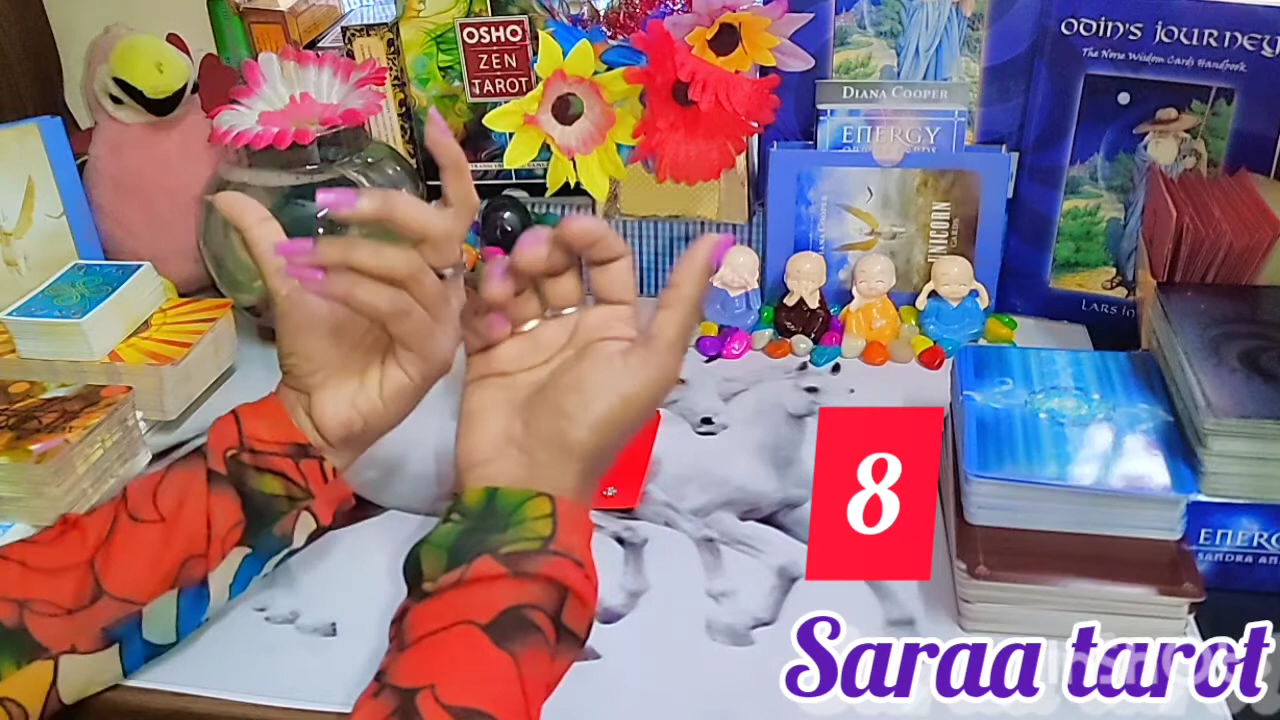 OSHO
ZEN
TAROT
DIANA COOPER
ENERGY
UNICORN
CARDS
ODIN'S JOURNEY
The Norse Wisdom Cards Handbook
LARS
8
ENERG
SANDRA AN
Saraa tarot